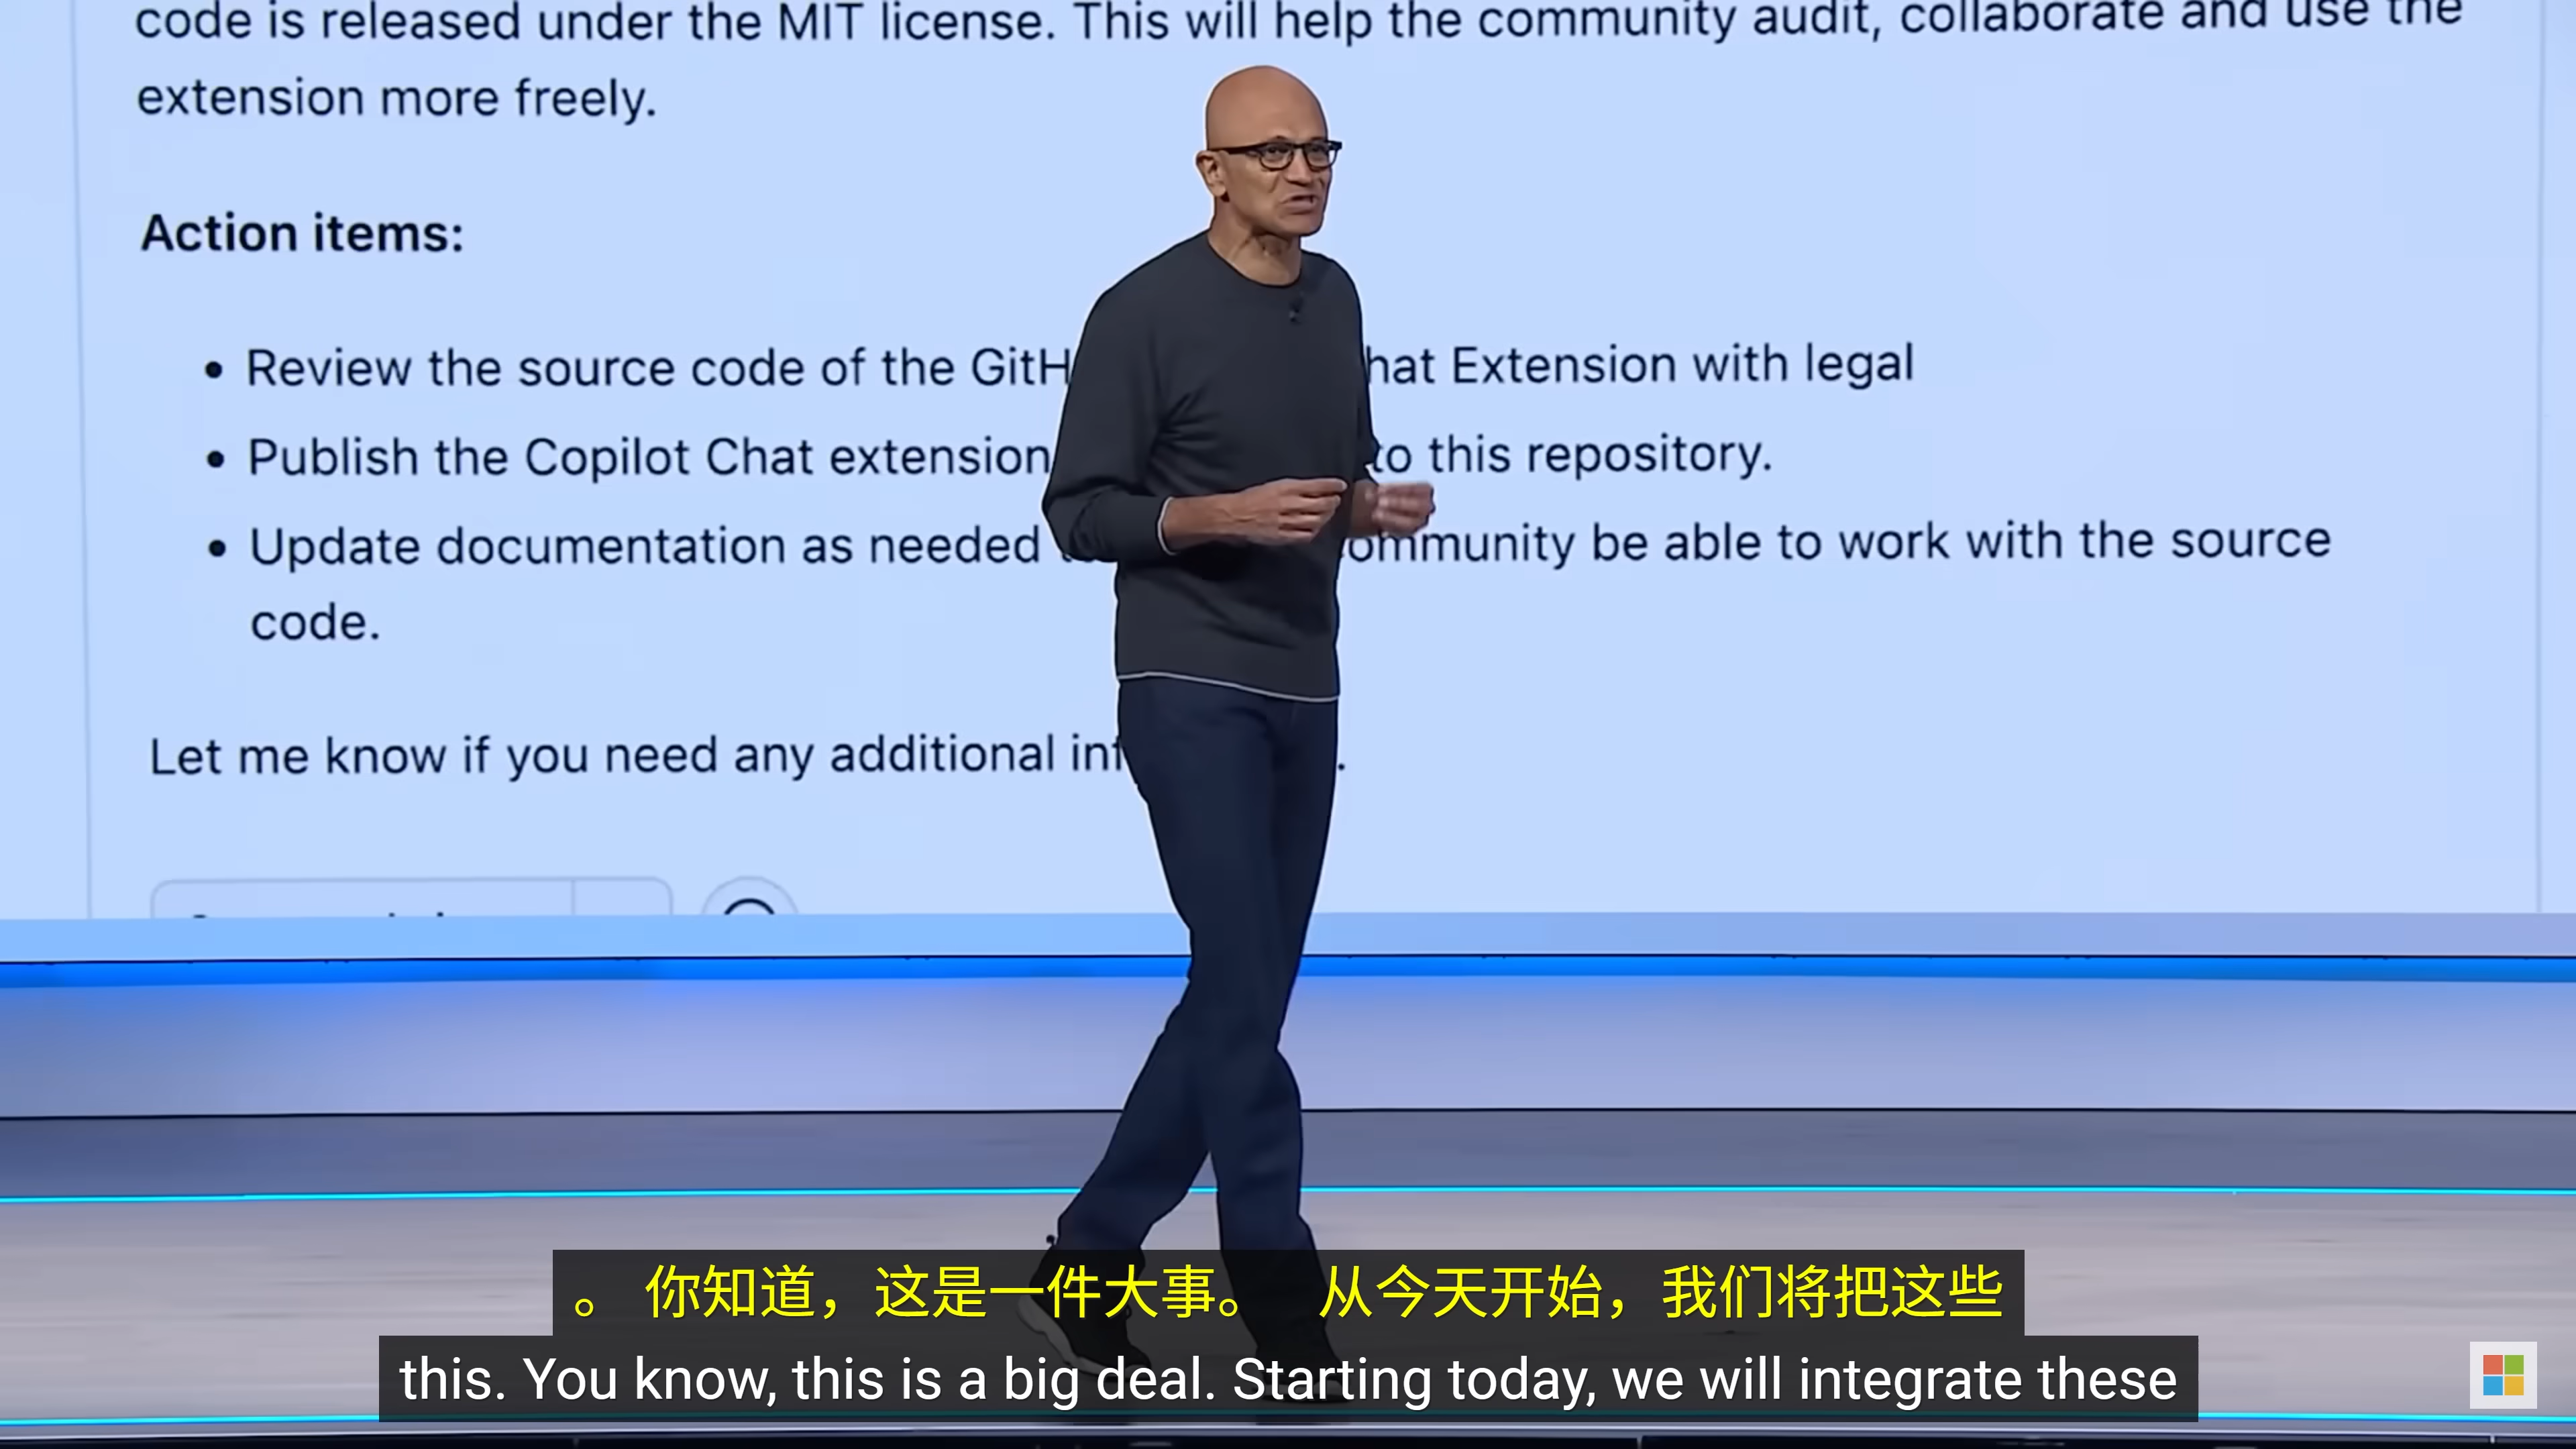 code is released under the MIT license. This will help the community audit, collaborate and use the
extension more freely.
Action items:
• Review the source code of the GitH hat Extension with legal
• Publish the Copilot Chat extension to this repository.
• Update documentation as needed ommunity be able to work with the source
code.
Let me know if you need any additional inf .
。 你知道，这是一件大事。 从今天开始，我们将把这些
this. You know, this is a big deal. Starting today, we will integrate these